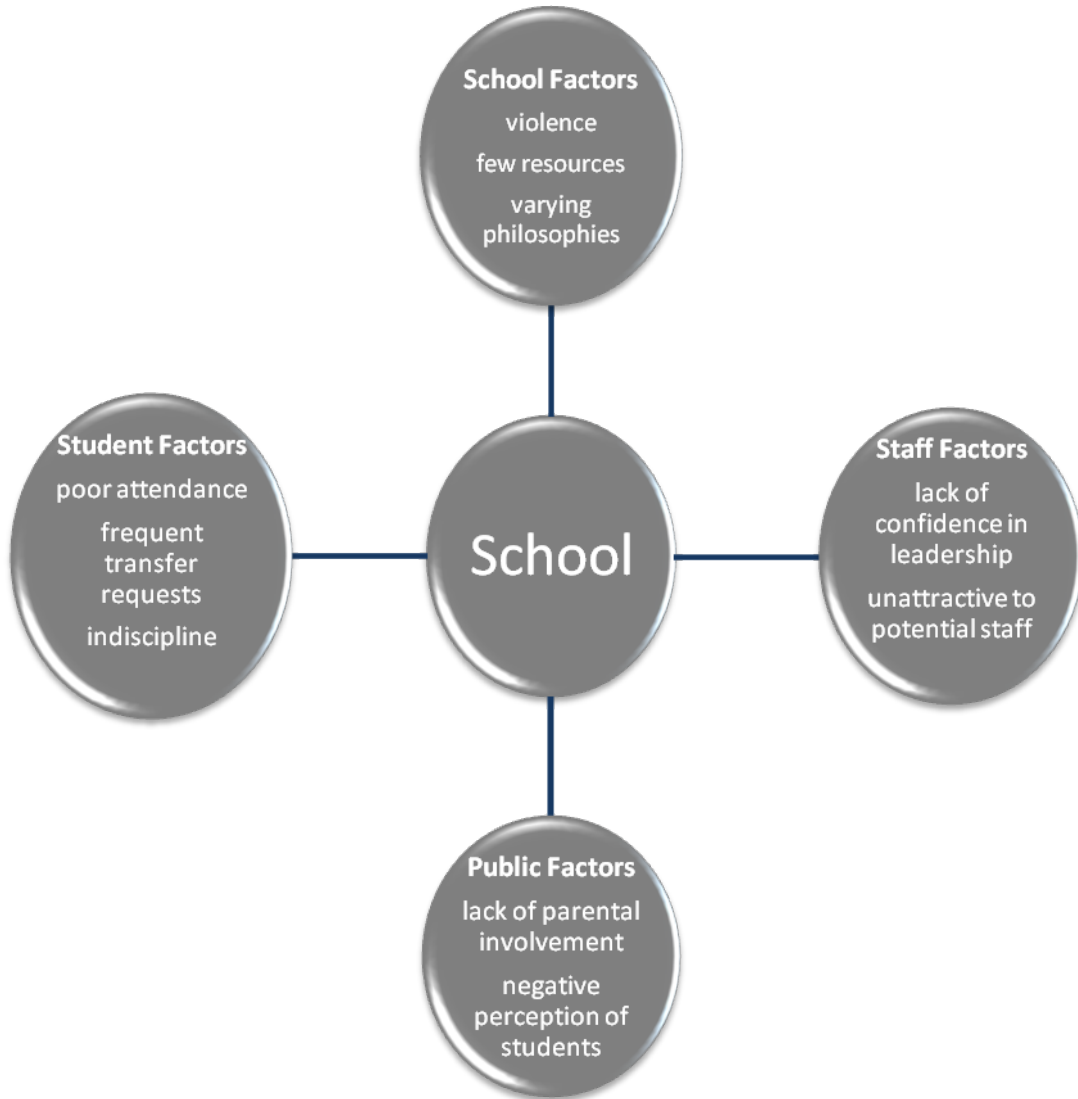 School Factors
violence
few resources
varying
philosophies
Student Factors
poor attendance
frequent
transfer
requests
indiscipline
School
Staff Factors
lack of
confidence in
leadership
unattractive to
potential staff
Public Factors
lack of parental
involvement
negative
perception of
students